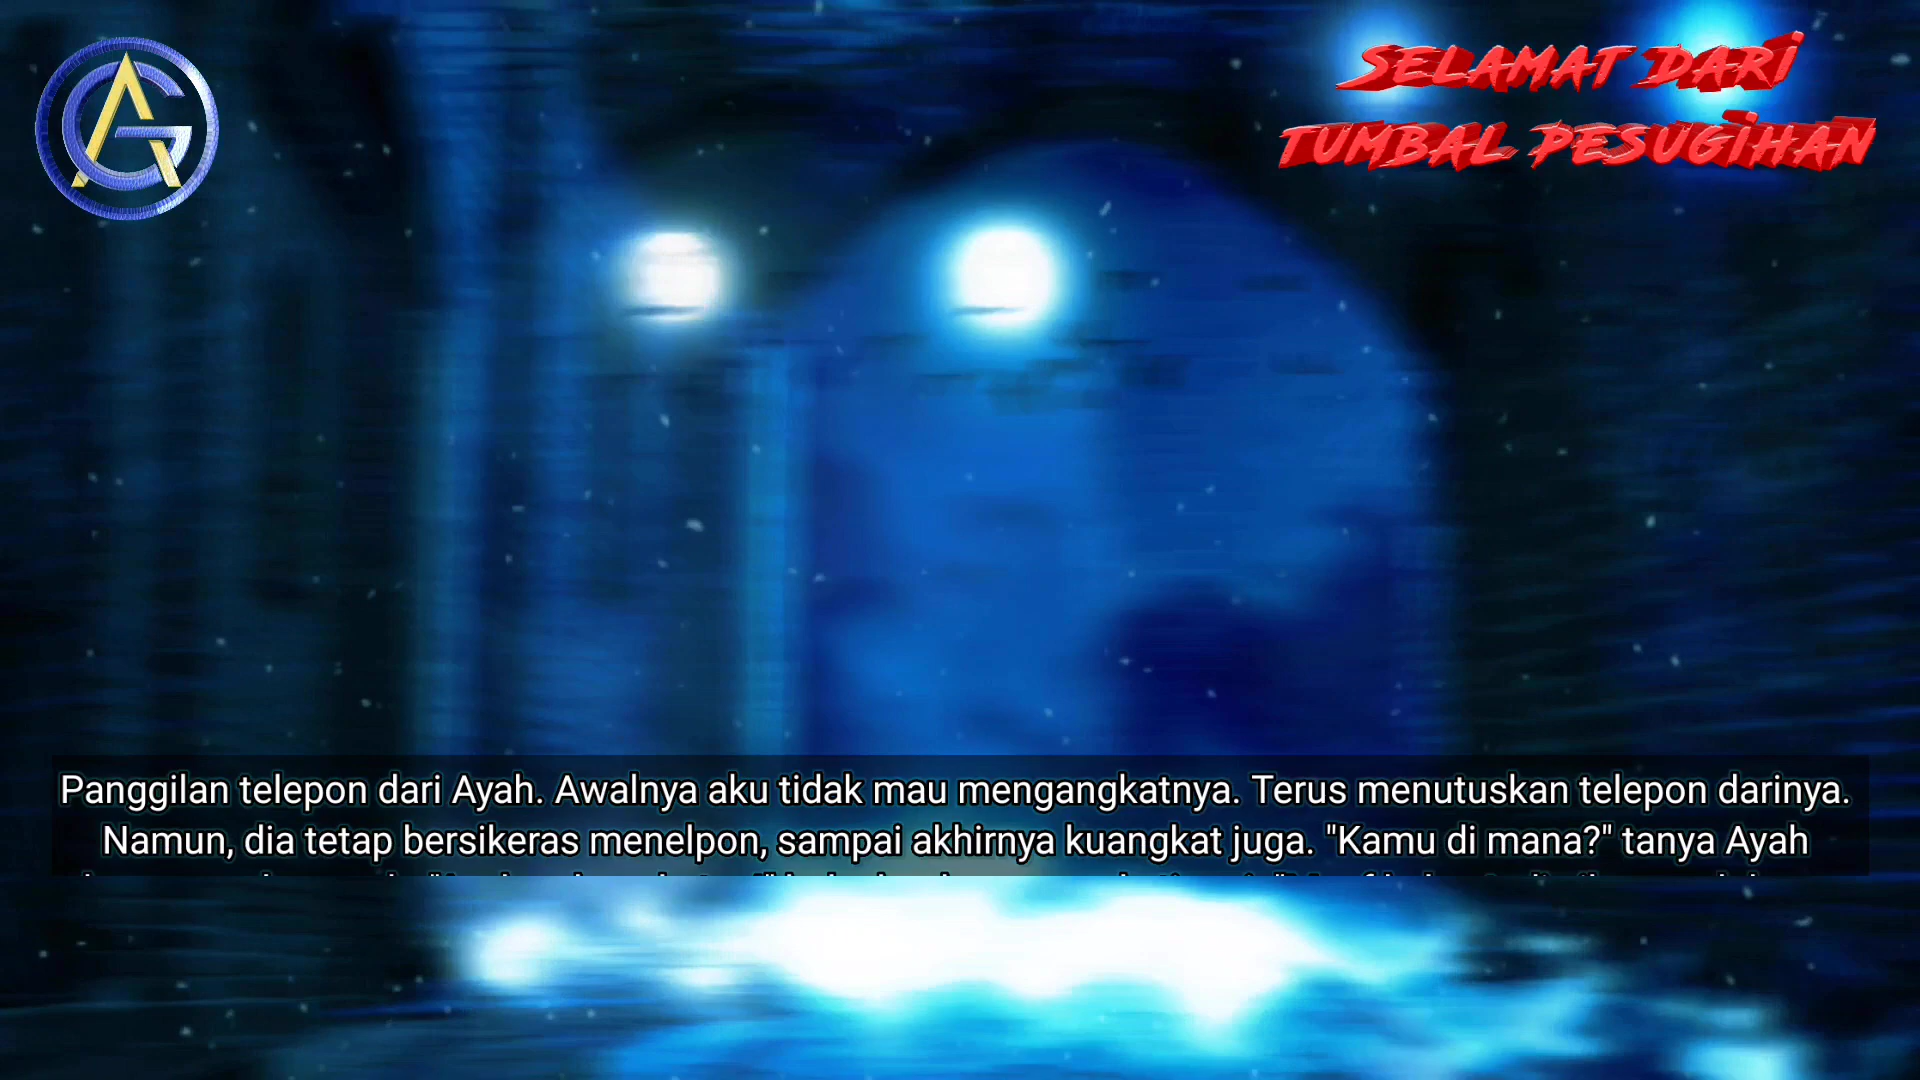 SELAMAT DARI
TUMBAL PESUGIHAN
Panggilan telepon dari Ayah. Awalnya aku tidak mau mengangkatnya. Terus menutuskan telepon darinya.
Namun, dia tetap bersikeras menelpon, sampai akhirnya kuangkat juga. "Kamu di mana?" tanya Ayah